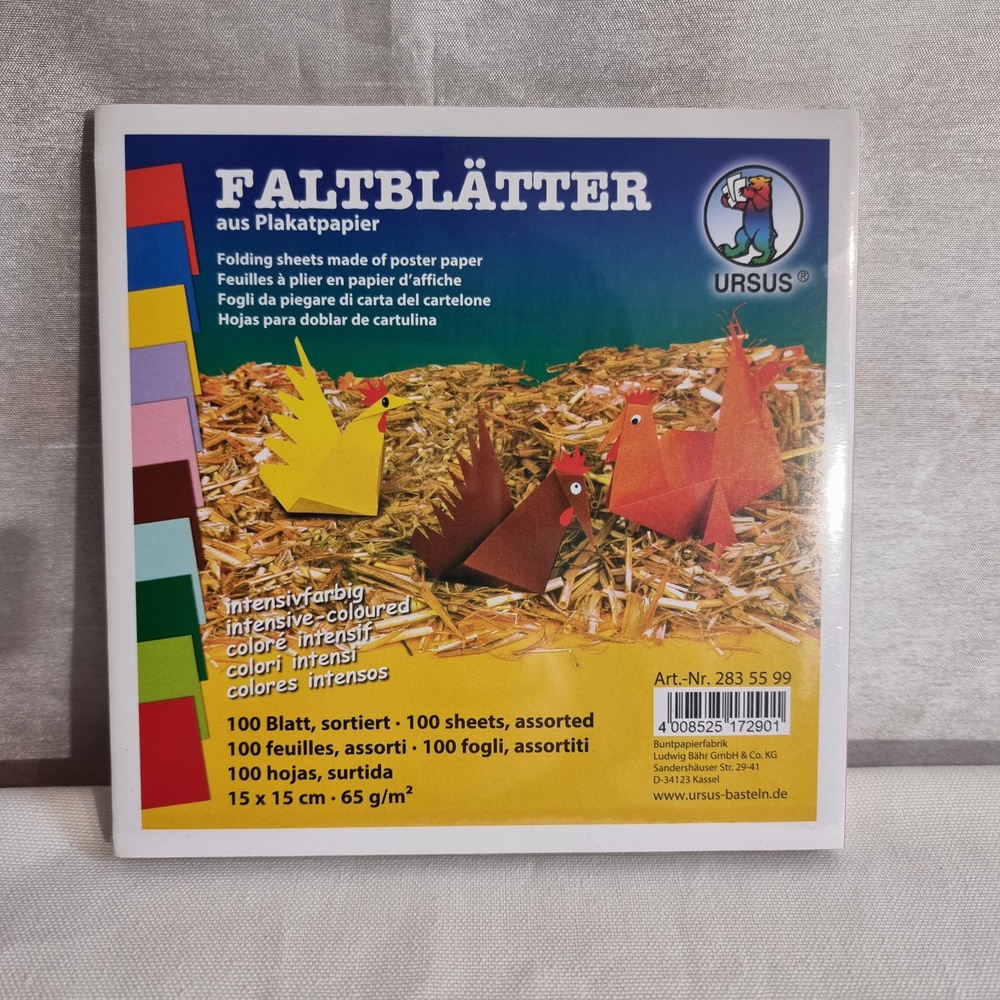 FALTBLÄTTER
aus Plakatpapier
Folding sheets made of poster paper
Feuilles à plier en papier d'affiche
Fogli da piegare di carta del cartelone
Hojas para doblar de cartulina
URSUS®
intensivfarbig
intensive-coloured
coloré intensif
colori intensi
colores intensos
100 Blatt, sortiert · 100 sheets, assorted
100 feuilles, assorti · 100 fogli, assortiti
100 hojas, surtida
15 x 15 cm · 65 g/m²
Art.-Nr. 283 55 99
4 008525 172901
Buntpapierfabrik
Ludwig Bähr GmbH & Co. KG
Sandershäuser Str. 29-41
D-34123 Kassel
www.ursus-basteln.de